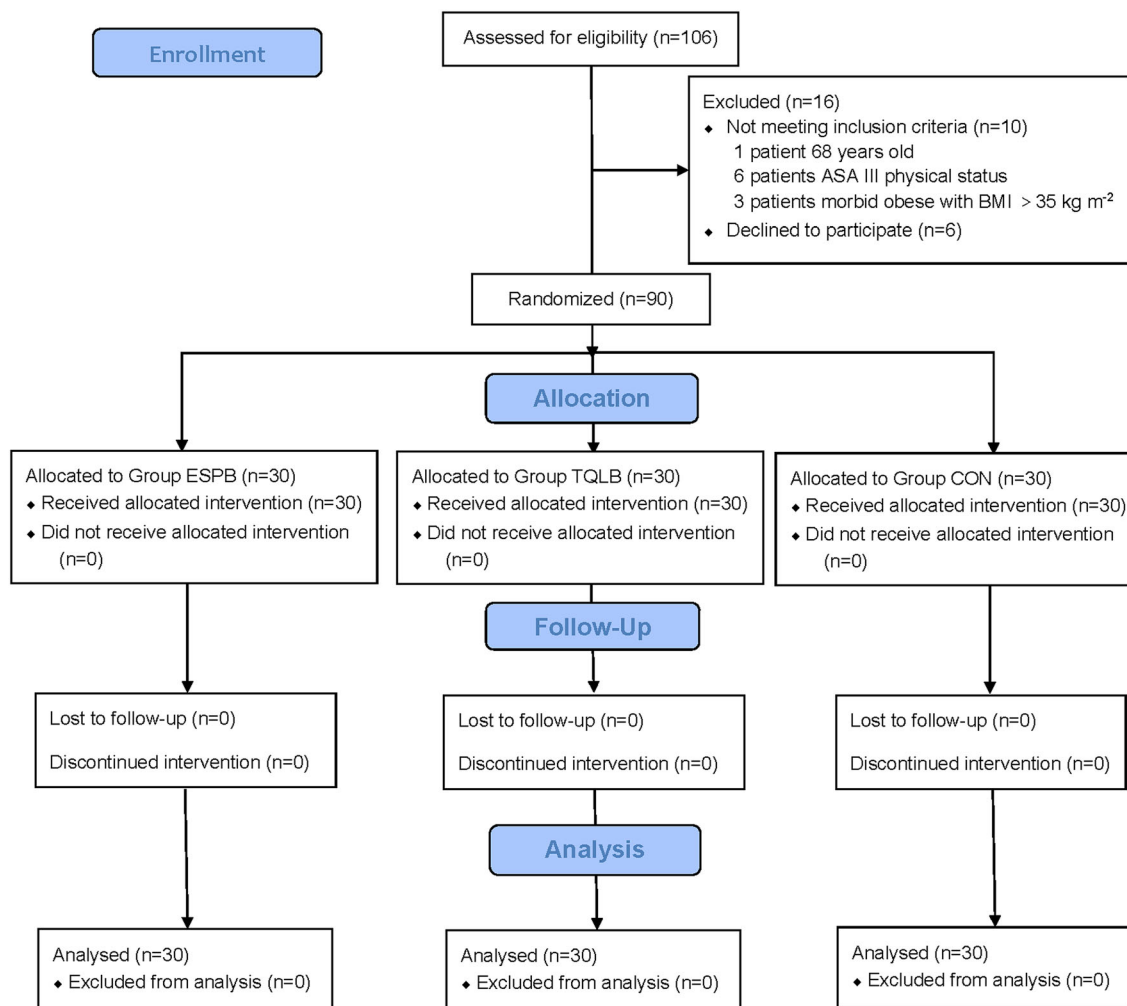 Enrollment
Assessed for eligibility (n=106)
Excluded (n=16)
◆ Not meeting inclusion criteria (n=10)
1 patient 68 years old
6 patients ASA III physical status
3 patients morbid obese with BMI > 35 kg m⁻²
◆ Declined to participate (n=6)
Randomized (n=90)
Allocation
Allocated to Group ESPB (n=30)
◆ Received allocated intervention (n=30)
◆ Did not receive allocated intervention
(n=0)
Allocated to Group TQLB (n=30)
◆ Received allocated intervention (n=30)
◆ Did not receive allocated intervention
(n=0)
Allocated to Group CON (n=30)
◆ Received allocated intervention (n=30)
◆ Did not receive allocated intervention
(n=0)
Follow-Up
Lost to follow-up (n=0)
Discontinued intervention (n=0)
Lost to follow-up (n=0)
Discontinued intervention (n=0)
Lost to follow-up (n=0)
Discontinued intervention (n=0)
Analysis
Analysed (n=30)
◆ Excluded from analysis (n=0)
Analysed (n=30)
◆ Excluded from analysis (n=0)
Analysed (n=30)
◆ Excluded from analysis (n=0)